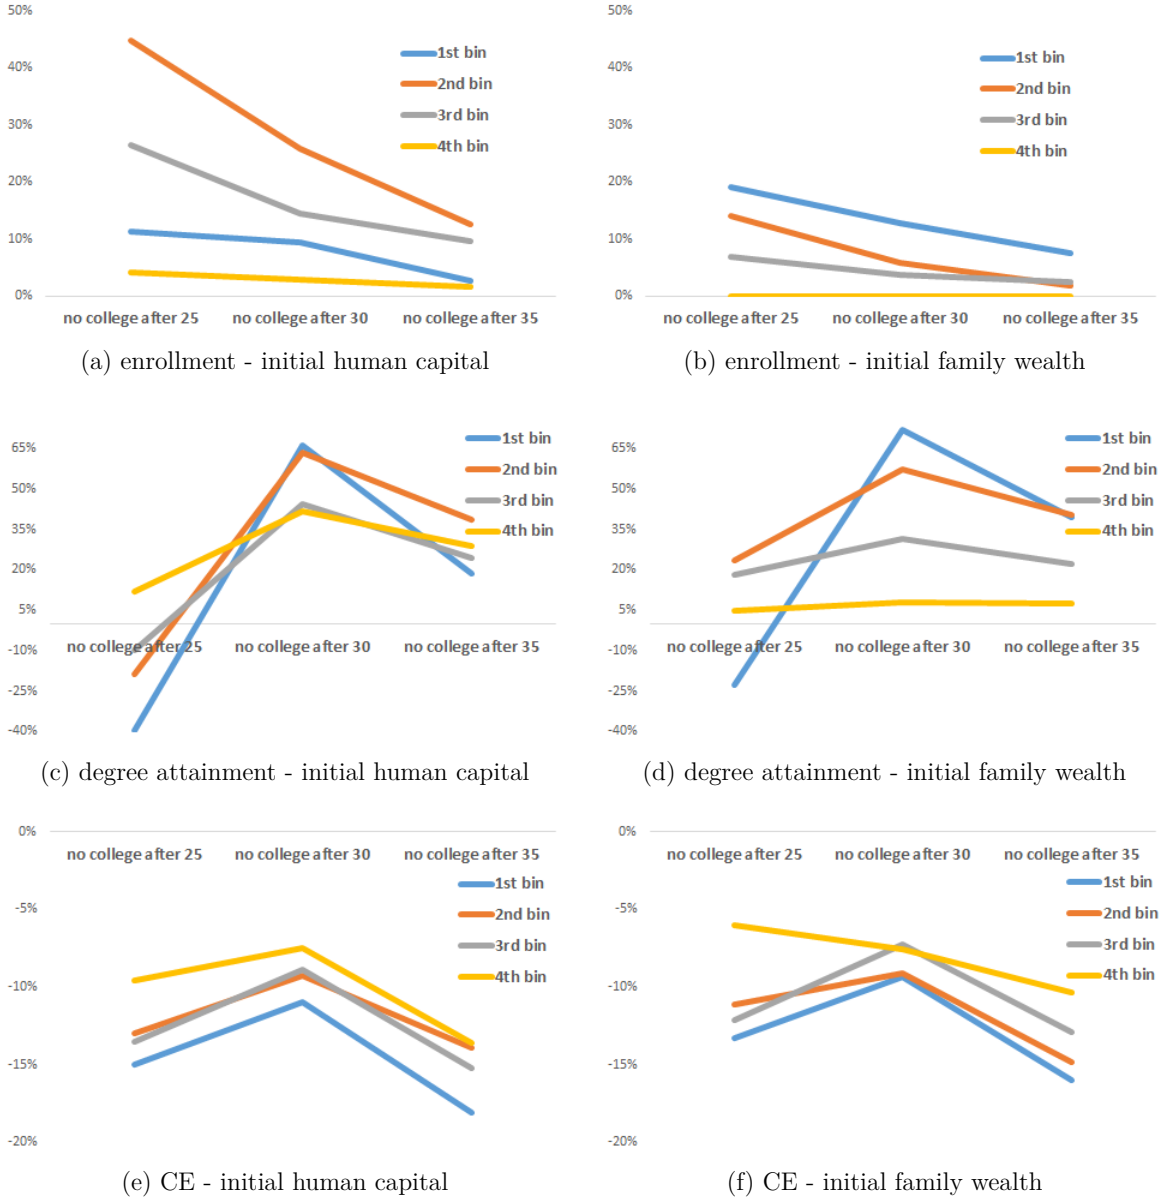 50%
40%
30%
20%
10%
0%
1st bin
2nd bin
3rd bin
4th bin
no college after 25 no college after 30 no college after 35
(a) enrollment - initial human capital
50%
40%
30%
20%
10%
0%
1st bin
2nd bin
3rd bin
4th bin
no college after 25 no college after 30 no college after 35
(b) enrollment - initial family wealth
65%
50%
35%
20%
5%
-10%
-25%
-40%
1st bin
2nd bin
3rd bin
4th bin
no college after 25 no college after 30 no college after 35
(c) degree attainment - initial human capital
65%
50%
35%
20%
5%
-10%
-25%
-40%
1st bin
2nd bin
3rd bin
4th bin
no college after 25 no college after 30 no college after 35
(d) degree attainment - initial family wealth
0%
-5%
-10%
-15%
-20%
no college after 25 no college after 30 no college after 35
1st bin
2nd bin
3rd bin
4th bin
(e) CE - initial human capital
0%
-5%
-10%
-15%
-20%
no college after 25 no college after 30 no college after 35
1st bin
2nd bin
3rd bin
4th bin
(f) CE - initial family wealth